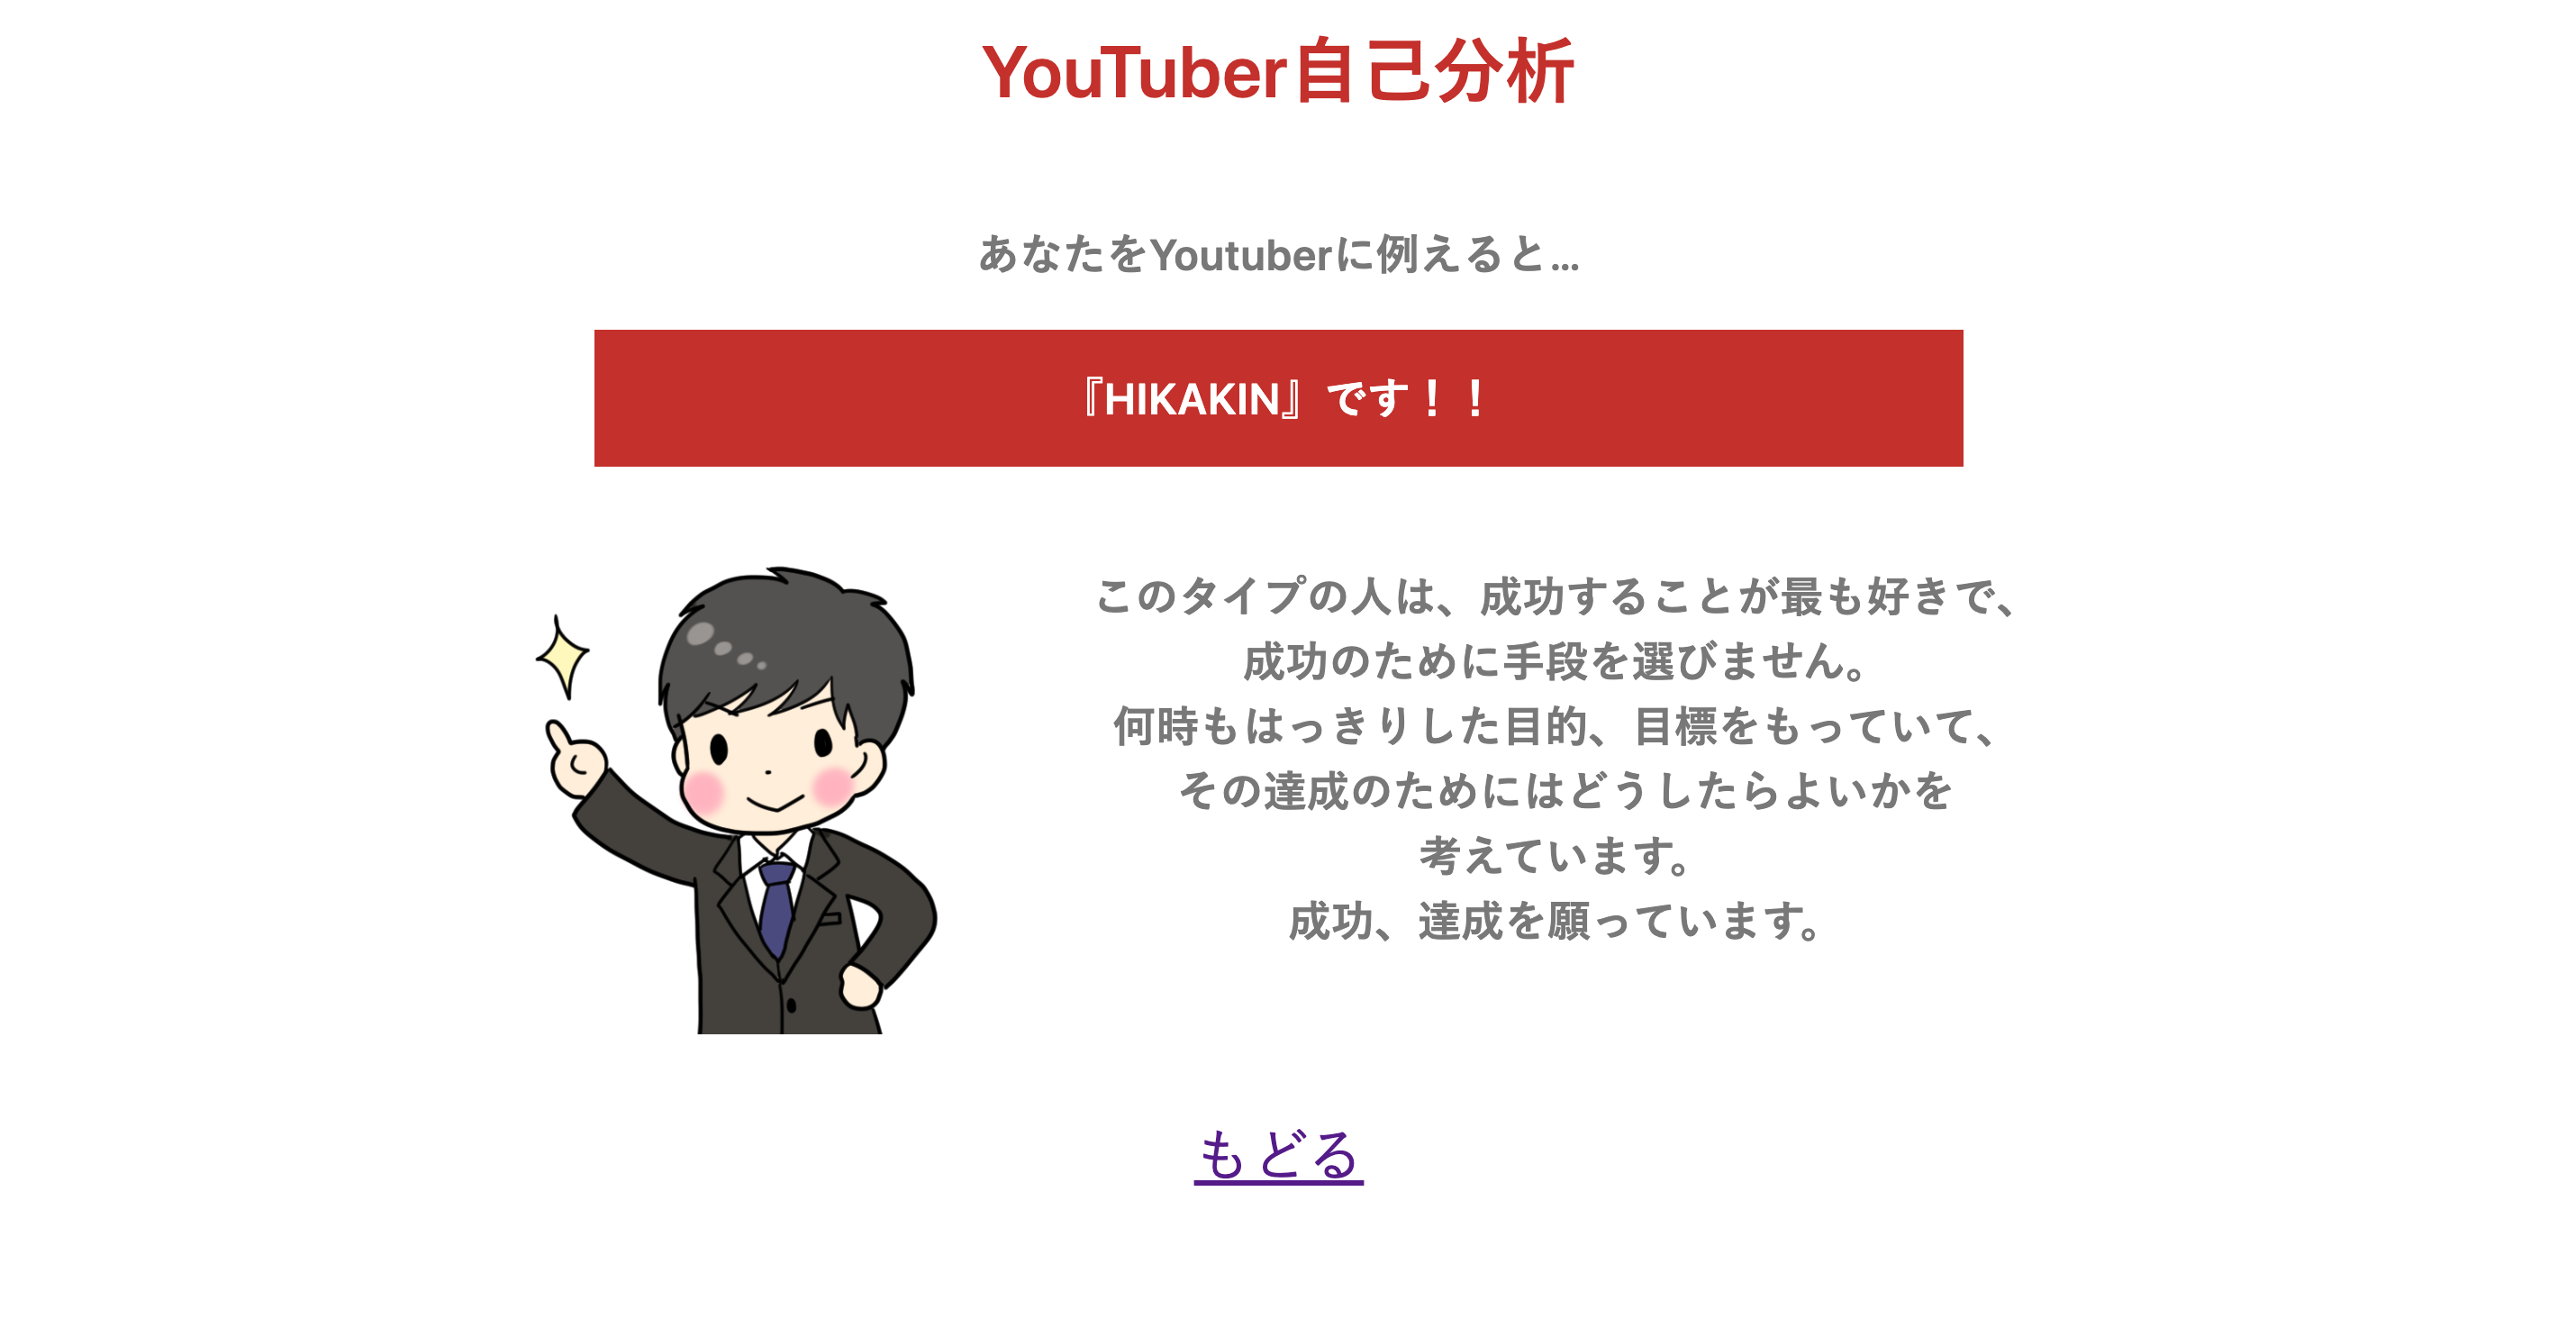 YouTuber自己分析
あなたをYoutuberに例えると...
『HIKAKIN』です！！
このタイプの人は、成功することが最も好きで、
成功のために手段を選びません。
何時もはっきりした目的、目標をもっていて、
その達成のためにはどうしたらよいかを
考えています。
成功、達成を願っています。
もどる